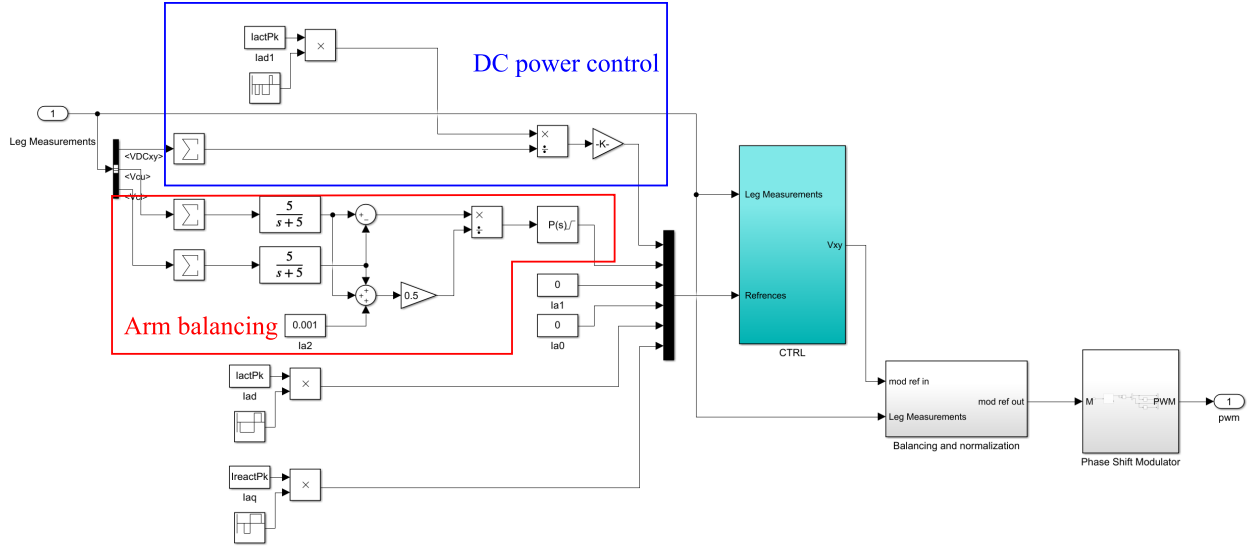 IactPk
Iad1
×
DC power control
1
Leg Measurements
<VDCxy>
<Vcu>
<Vcl>
∑
×
÷
-K-
∑
5
s + 5
+
−
×
÷
P(s)
∑
5
s + 5
+
+
+
0.5
0
Ia1
0
Ia0
Arm balancing
0.001
Ia2
Leg Measurements
Vxy
Refrences
CTRL
IactPk
Iad
×
mod ref in
mod ref out
Leg Measurements
Balancing and normalization
M
PWM
Phase Shift Modulator
1
pwm
IreactPk
Iaq
×